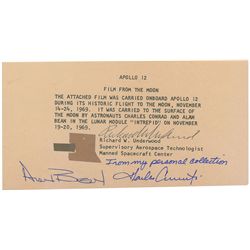 APOLLO 12
FILM FROM THE MOON
THE ATTACHED FILM WAS CARRIED ONBOARD APOLLO 12
DURING ITS HISTORIC FLIGHT TO THE MOON, NOVEMBER
14-24, 1969. IT WAS CARRIED TO THE SURFACE OF
THE MOON BY ASTRONAUTS CHARLES CONRAD AND ALAN
BEAN IN THE LUNAR MODULE "INTREPID" ON NOVEMBER
19-20, 1969.
Richard W. Underwood
Richard W. Underwood
Supervisory Aerospace Technologist
Manned Spacecraft Center
From my personal collection
Alan Bean Charles Conrad Jr